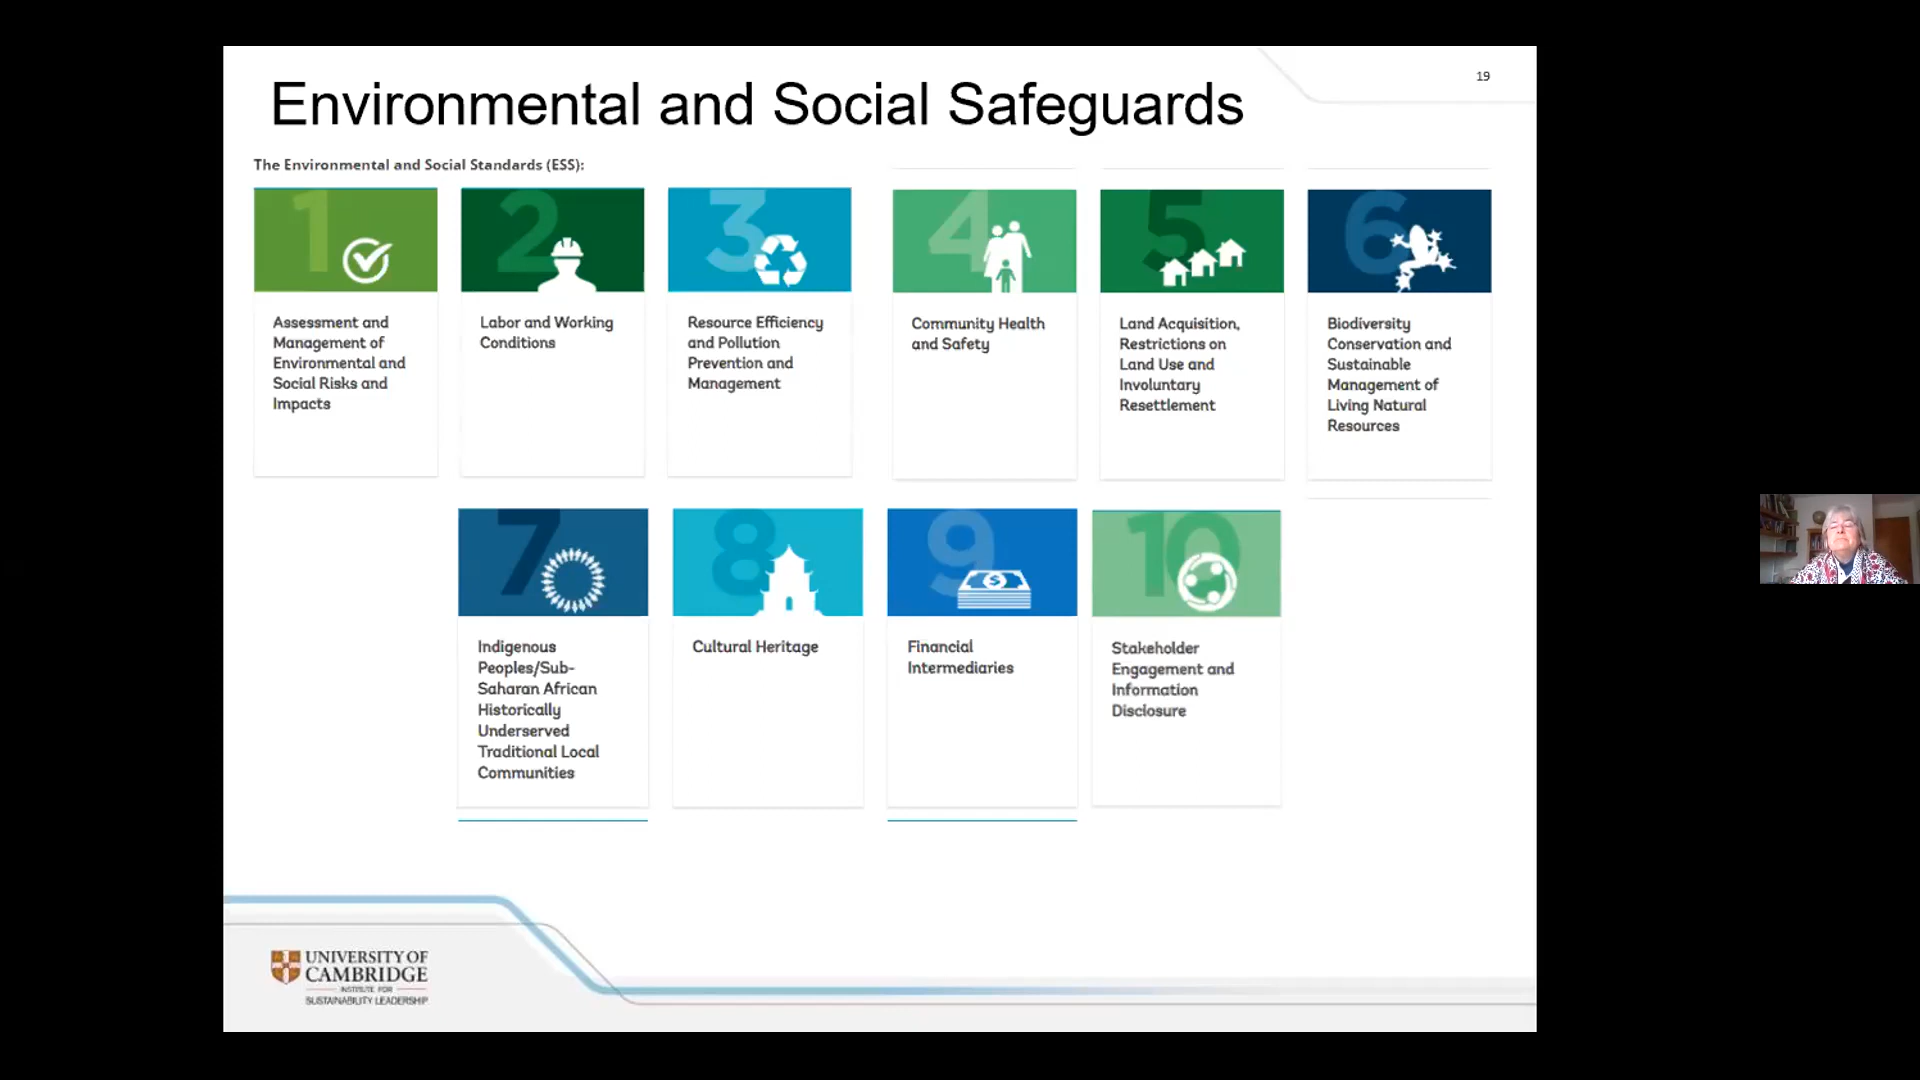 19
Environmental and Social Safeguards
The Environmental and Social Standards (ESS):
1
Assessment and
Management of
Environmental and
Social Risks and
Impacts
2
Labor and Working
Conditions
3
Resource Efficiency
and Pollution
Prevention and
Management
4
Community Health
and Safety
5
Land Acquisition,
Restrictions on
Land Use and
Involuntary
Resettlement
6
Biodiversity
Conservation and
Sustainable
Management of
Living Natural
Resources
7
Indigenous
Peoples/Sub-
Saharan African
Historically
Underserved
Traditional Local
Communities
8
Cultural Heritage
9
$
Financial
Intermediaries
10
Stakeholder
Engagement and
Information
Disclosure
UNIVERSITY OF
CAMBRIDGE
INSTITUTE FOR
SUSTAINABILITY LEADERSHIP